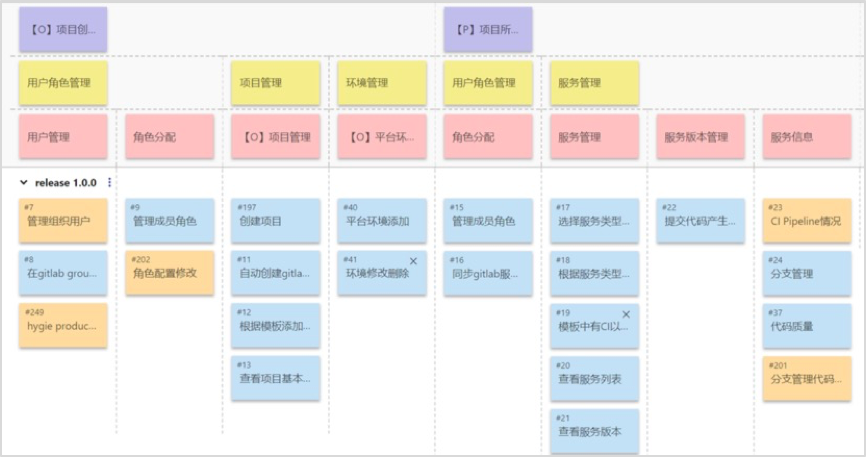 【O】项目创...
【P】项目所...
用户角色管理
项目管理
环境管理
用户角色管理
服务管理
用户管理
角色分配
【O】项目管理
【O】平台环...
角色分配
服务管理
服务版本管理
服务信息
release 1.0.0
#7
管理组织用户
#9
管理成员角色
#197
创建项目
#40
平台环境添加
#15
管理成员角色
#17
选择服务类型...
#22
提交代码产生...
#23
CI Pipeline情况
#8
在gitlab grou...
#202
角色配置修改
#11
自动创建gitla...
#41
环境修改删除
#16
同步gitlab服...
#18
根据服务类型...
#24
分支管理
#249
hygie produc...
#12
根据模板添加...
#19
模板中有CI以...
#37
代码质量
#13
查看项目基本...
#20
查看服务列表
#201
分支管理代码...
#21
查看服务版本